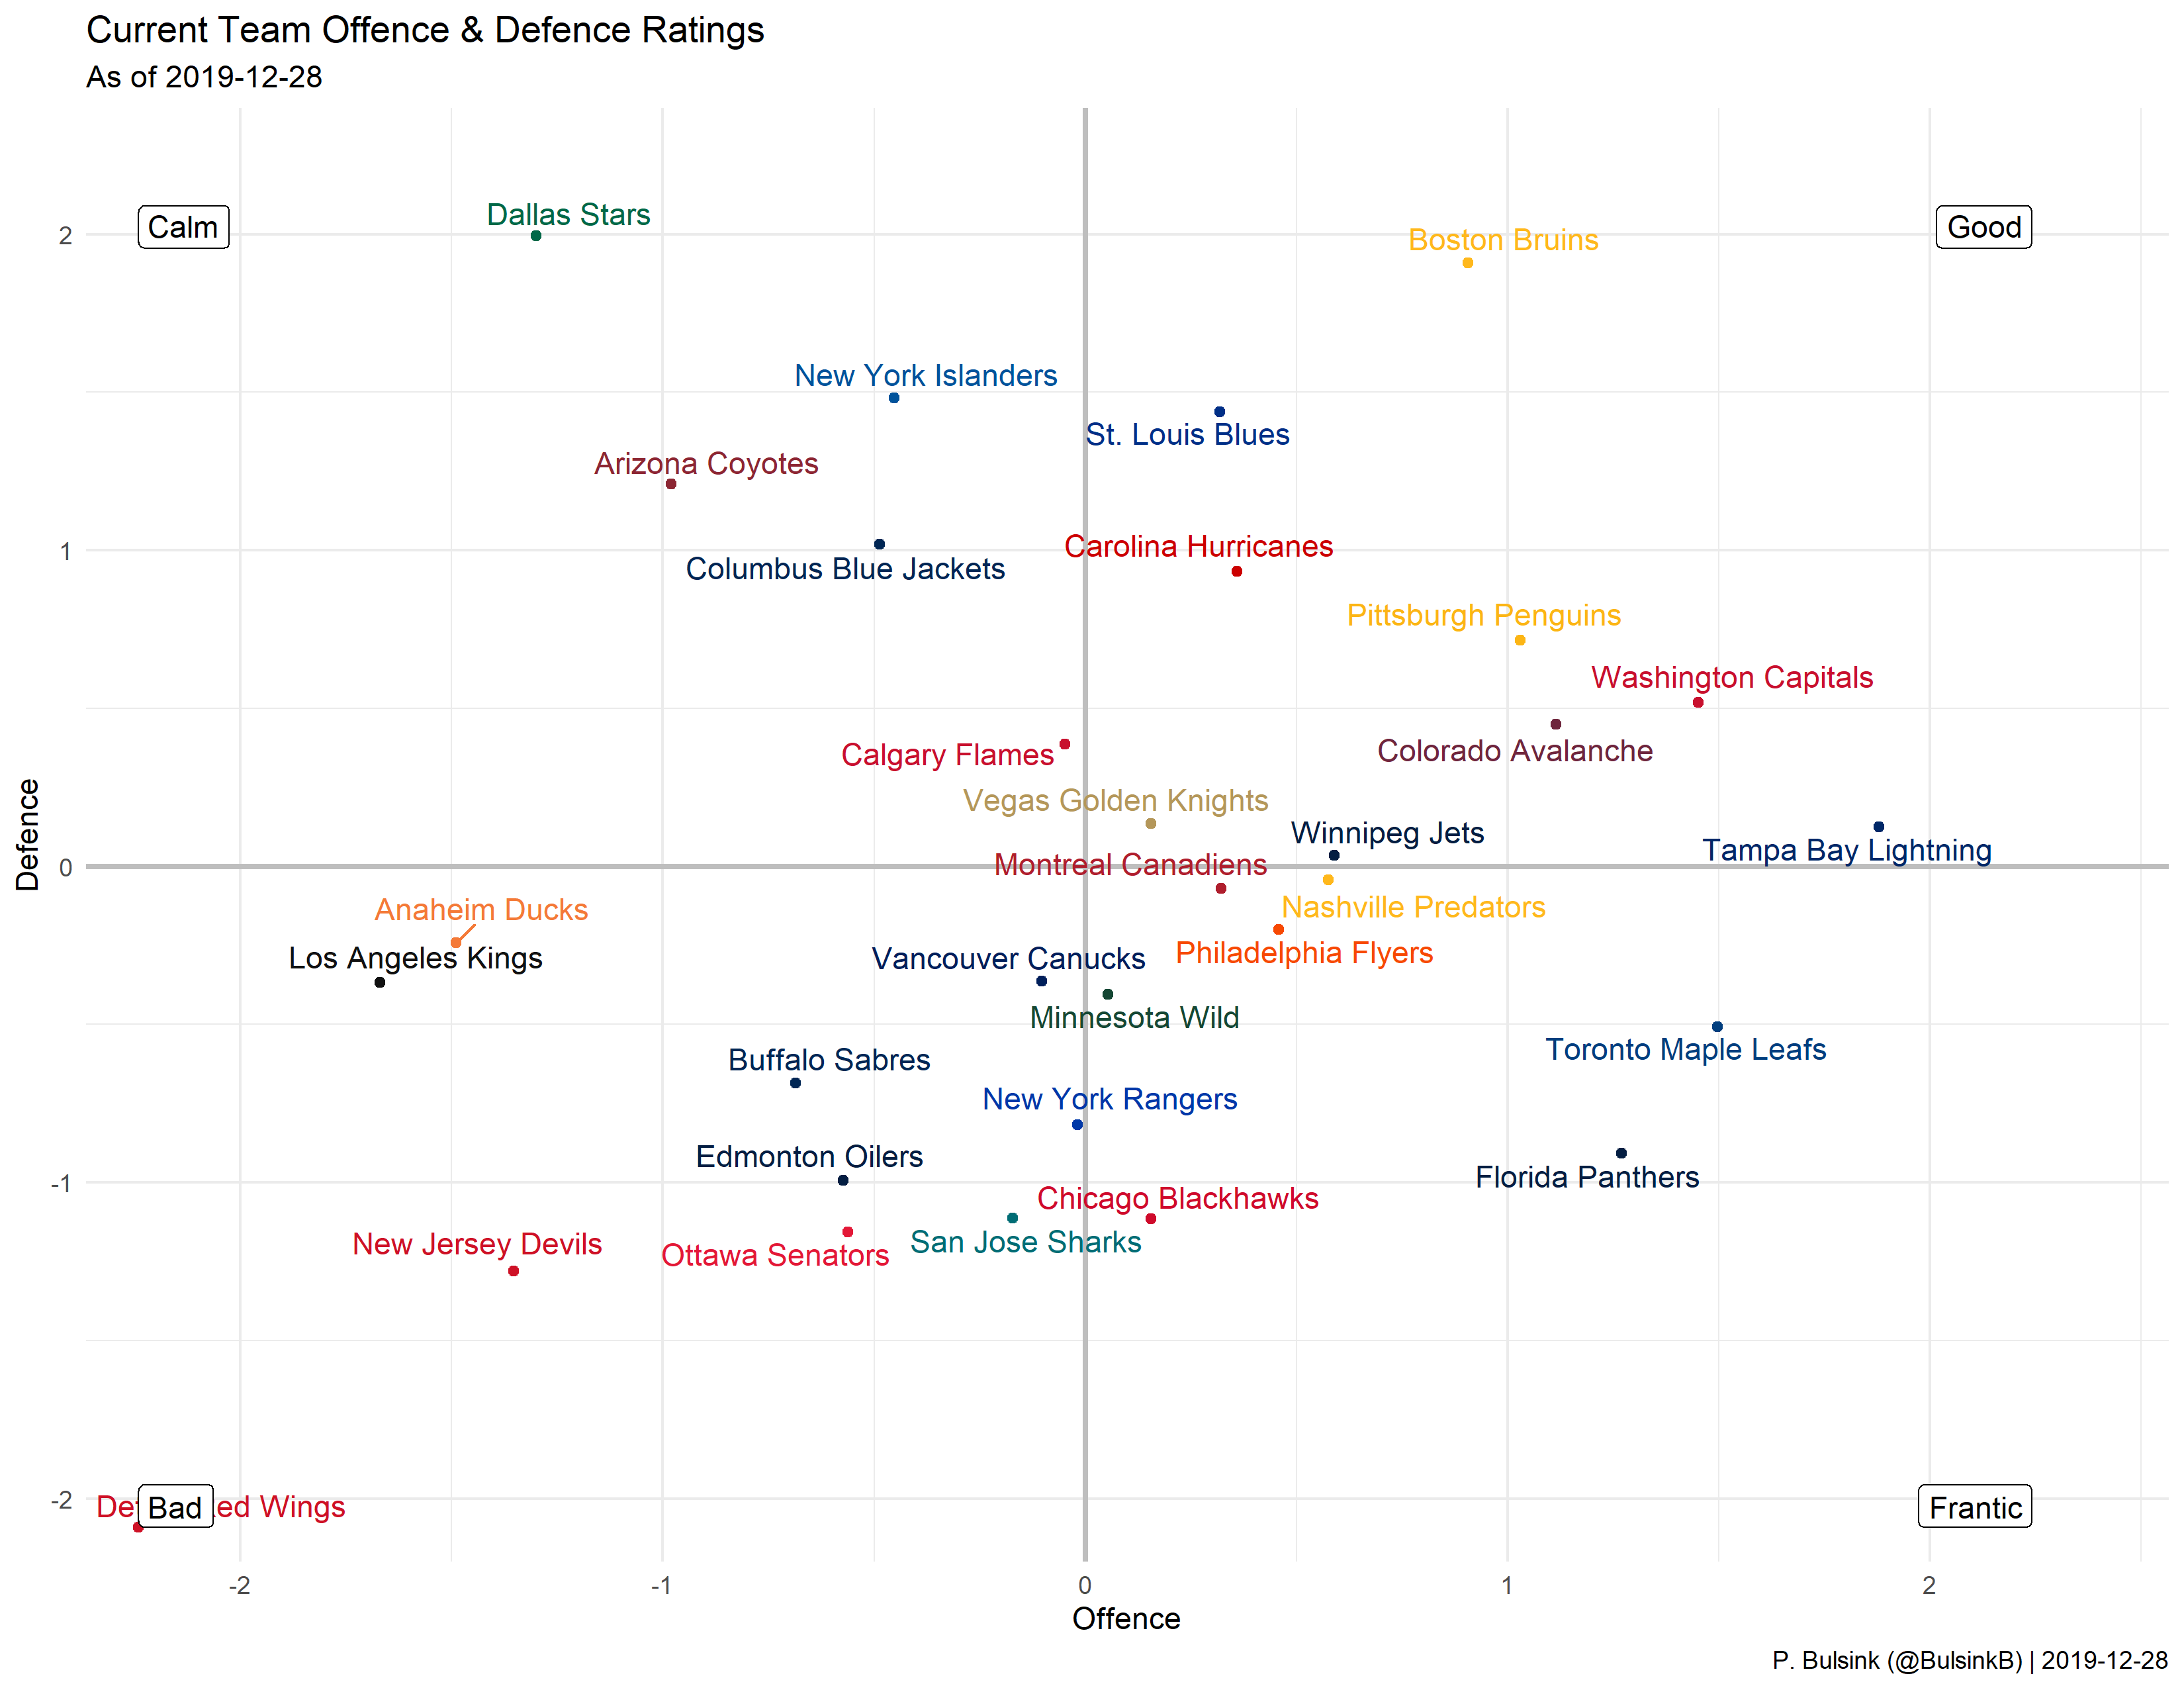 Current Team Offence & Defence Ratings
As of 2019-12-28
Dallas Stars
Calm
Good
2
Boston Bruins
New York Islanders
St. Louis Blues
Arizona Coyotes
1
Carolina Hurricanes
Columbus Blue Jackets
Pittsburgh Penguins
Washington Capitals
Colorado Avalanche
Calgary Flames
Vegas Golden Knights
Winnipeg Jets
Defence
Tampa Bay Lightning
0
Montreal Canadiens
Anaheim Ducks
Nashville Predators
Philadelphia Flyers
Los Angeles Kings
Vancouver Canucks
Minnesota Wild
Toronto Maple Leafs
Buffalo Sabres
New York Rangers
Edmonton Oilers
Florida Panthers
-1
Chicago Blackhawks
San Jose Sharks
New Jersey Devils
Ottawa Senators
-2
Wings
Bad
Frantic
-2
-1
0
1
2
Offence
P. Bulsink (@BulsinkB) | 2019-12-28